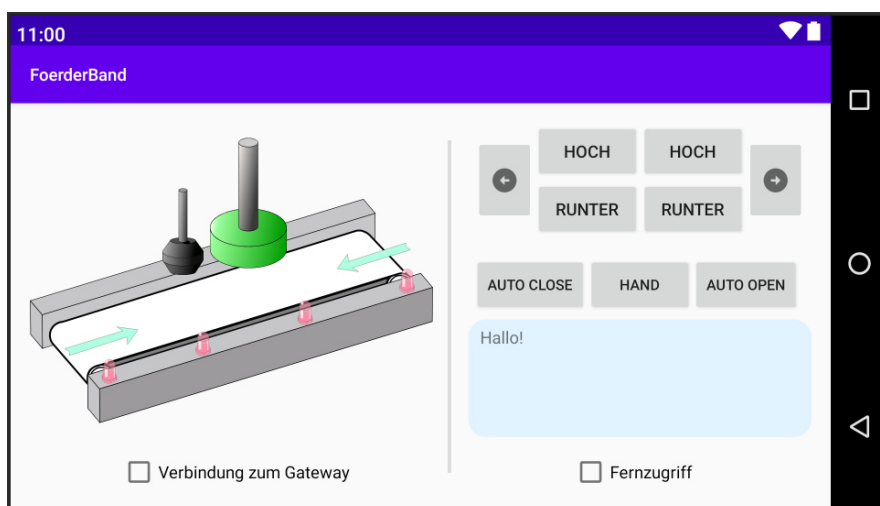 11:00
FoerderBand
HOCH HOCH
RUNTER RUNTER
AUTO CLOSE HAND AUTO OPEN
Hallo!
Verbindung zum Gateway Fernzugriff